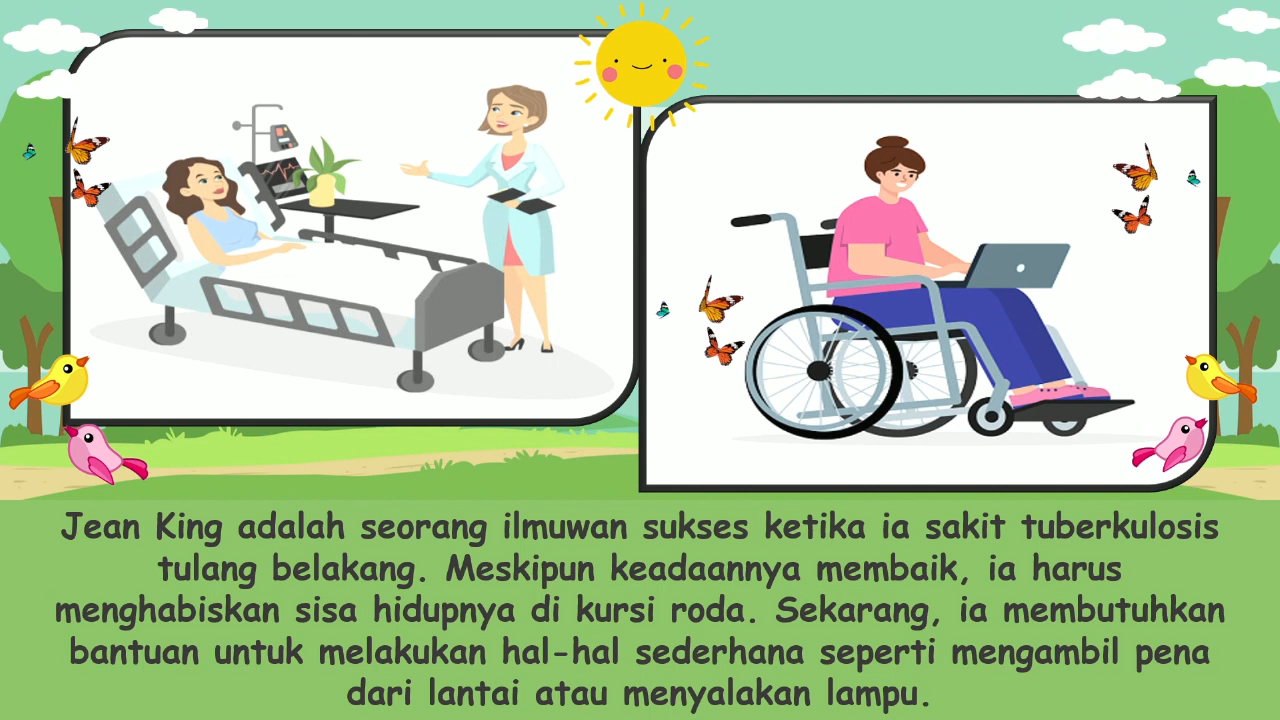 Jean King adalah seorang ilmuwan sukses ketika ia sakit tuberkulosis
tulang belakang. Meskipun keadaannya membaik, ia harus
menghabiskan sisa hidupnya di kursi roda. Sekarang, ia membutuhkan
bantuan untuk melakukan hal-hal sederhana seperti mengambil pena
dari lantai atau menyalakan lampu.